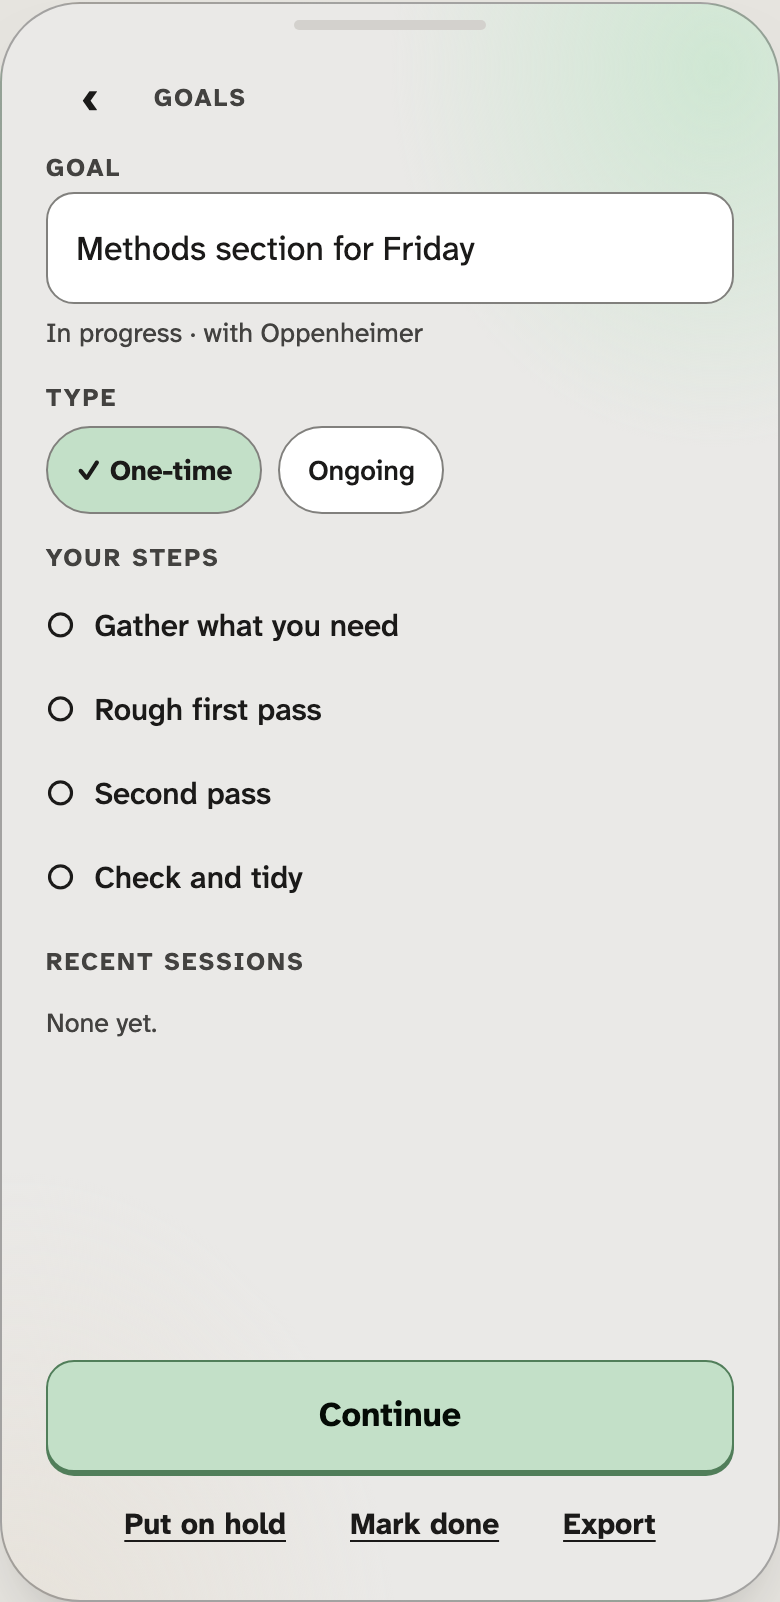 ‹ GOALS
GOAL
Methods section for Friday
In progress · with Oppenheimer
TYPE
✓ One-time Ongoing
YOUR STEPS
Gather what you need
Rough first pass
Second pass
Check and tidy
RECENT SESSIONS
None yet.
Continue
Put on hold Mark done Export